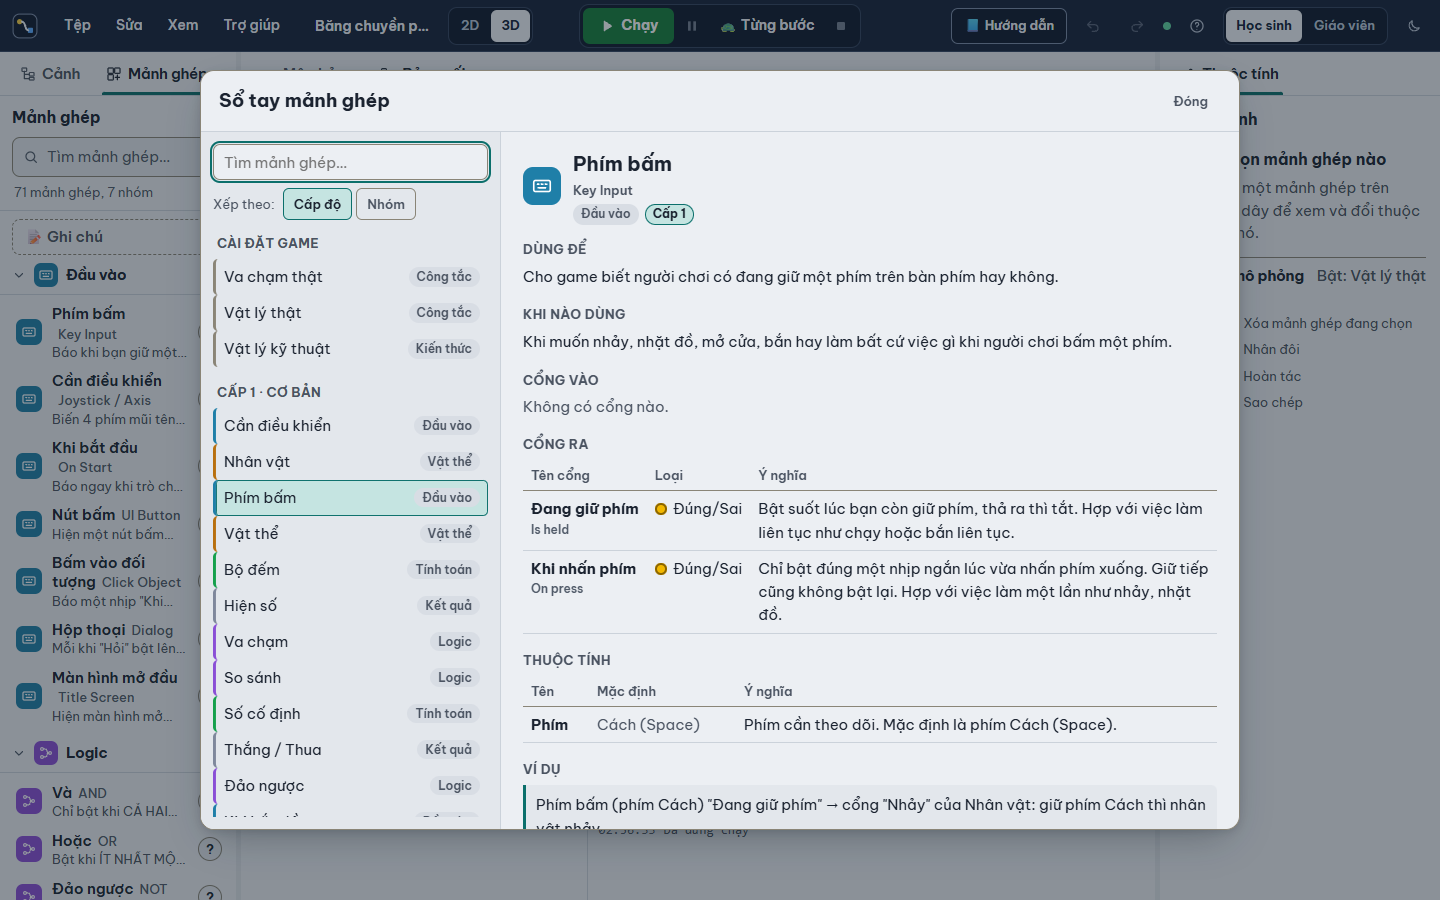 Tệp Sửa Xem Trợ giúp Băng chuyền p... 2D 3D Chạy Từng bước Hướng dẫn Học sinh Giáo viên
Cảnh Mảnh ghép
Sổ tay mảnh ghép
Đóng
Mảnh ghép
Tìm mảnh ghép...
71 mảnh ghép, 7 nhóm
Ghi chú
Đầu vào
Phím bấm
Key Input
Báo khi bạn giữ một...
Cần điều khiển
Joystick / Axis
Biến 4 phím mũi tên...
Khi bắt đầu
On Start
Báo ngay khi trò ch...
Nút bấm UI Button
Hiện một nút bấm...
Bấm vào đối
tượng Click Object
Báo một nhịp "Khi...
Hộp thoại Dialog
Mỗi khi "Hỏi" bật lên...
Màn hình mở đầu
Title Screen
Hiện màn hình mở...
Logic
Và AND
Chỉ bật khi CẢ HAI...
Hoặc OR
Bật khi ÍT NHẤT MỘ...
?
Đảo ngược NOT
?
Tìm mảnh ghép...
Xếp theo: Cấp độ Nhóm
CÀI ĐẶT GAME
Va chạm thật Công tắc
Vật lý thật Công tắc
Vật lý kỹ thuật Kiến thức
CẤP 1 · CƠ BẢN
Cần điều khiển Đầu vào
Nhân vật Vật thể
Phím bấm Đầu vào
Vật thể Vật thể
Bộ đếm Tính toán
Hiện số Kết quả
Va chạm Logic
So sánh Logic
Số cố định Tính toán
Thắng / Thua Kết quả
Đảo ngược Logic
Phím bấm
Key Input
Đầu vào Cấp 1
DÙNG ĐỂ
Cho game biết người chơi có đang giữ một phím trên bàn phím hay không.
KHI NÀO DÙNG
Khi muốn nhảy, nhặt đồ, mở cửa, bắn hay làm bất cứ việc gì khi người chơi bấm một phím.
CỔNG VÀO
Không có cổng nào.
CỔNG RA
Tên cổng Loại Ý nghĩa
Đang giữ phím Đúng/Sai Bật suốt lúc bạn còn giữ phím, thả ra thì tắt. Hợp với việc làm
Is held liên tục như chạy hoặc bắn liên tục.
Khi nhấn phím Đúng/Sai Chỉ bật đúng một nhịp ngắn lúc vừa nhấn phím xuống. Giữ tiếp
On press cũng không bật lại. Hợp với việc làm một lần như nhảy, nhặt
đồ.
THUỘC TÍNH
Tên Mặc định Ý nghĩa
Phím Cách (Space) Phím cần theo dõi. Mặc định là phím Cách (Space).
VÍ DỤ
Phím bấm (phím Cách) "Đang giữ phím" → cổng "Nhảy" của Nhân vật: giữ phím Cách thì nhân
vật nhảy
tính
nh
ọn mảnh ghép nào
một mảnh ghép trên
dây để xem và đổi thuộc
nó.
mô phỏng Bật: Vật lý thật
Xóa mảnh ghép đang chọn
Nhân đôi
Hoàn tác
Sao chép